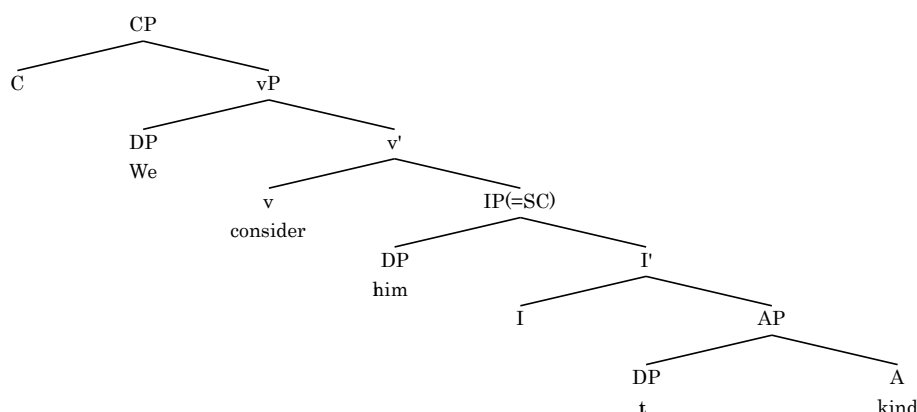 CP
C vP
DP v'
We
v IP(=SC)
consider
DP I'
him
I AP
DP A
t kind